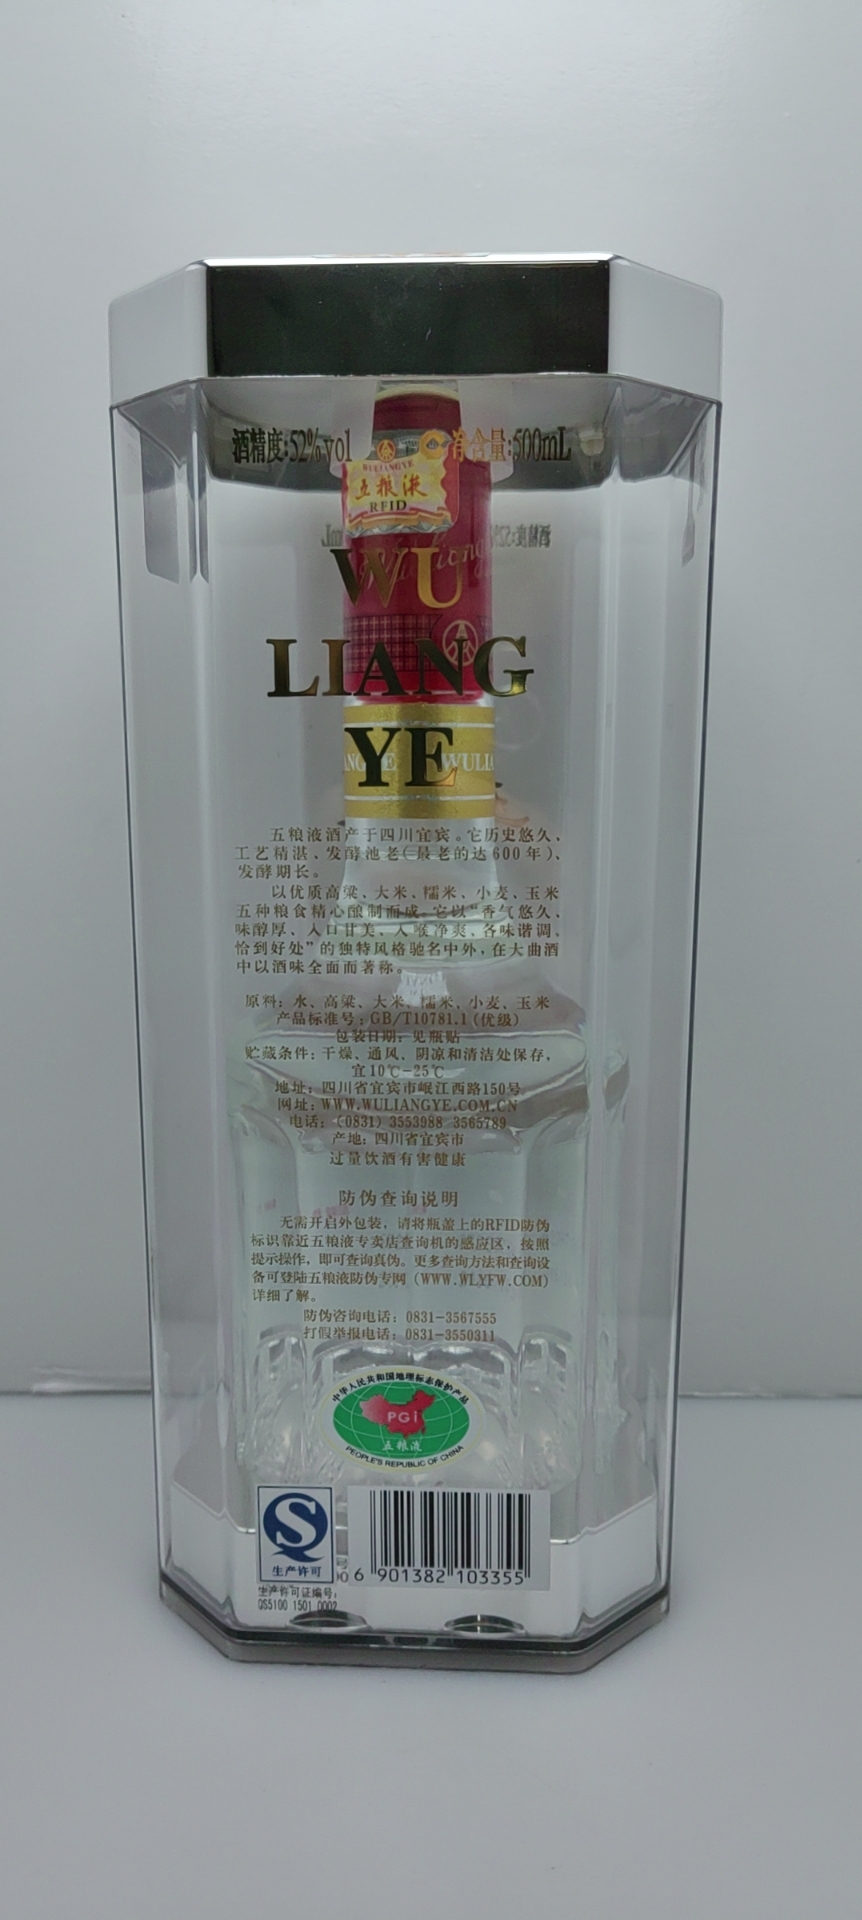 酒精度:52%vol
净含量:500mL
WULIANGYE
五粮液
RFID
WU
LIANG
YE
ANG YE WULIA
五粮液酒产于四川宜宾。它历史悠久、
工艺精湛、发酵池老(最老的达600年)、
发酵期长。
以优质高粱、大米、糯米、小麦、玉米
五种粮食精心酿制而成。它以“香气悠久、
味醇厚、入口甘美、入喉净爽、各味谐调、
恰到好处”的独特风格驰名中外,在大曲酒
中以酒味全面而著称。
原料:水、高粱、大米、糯米、小麦、玉米
产品标准号:GB/T10781.1(优级)
包装日期:见瓶贴
贮藏条件:干燥、通风、阴凉和清洁处保存,
宜10℃-25℃
地址:四川省宜宾市岷江西路150号
网址:WWW.WULIANGYE.COM.CN
电话:(0831) 3553988 3565789
产地:四川省宜宾市
过量饮酒有害健康
防伪查询说明
无需开启外包装,请将瓶盖上的RFID防伪
标识靠近五粮液专卖店查询机的感应区,按照
提示操作,即可查询真伪。更多查询方法和查询设
备可登陆五粮液防伪专网(WWW.WLYFW.COM)
详细了解。
防伪咨询电话:0831-3567555
打假举报电话:0831-3550311
中华人民共和国地理标志保护产品
PGI
五粮液
PEOPLE'S REPUBLIC OF CHINA
S
生产许可
6 901382 103355
生产许可证编号:
QS5100 1501 0002